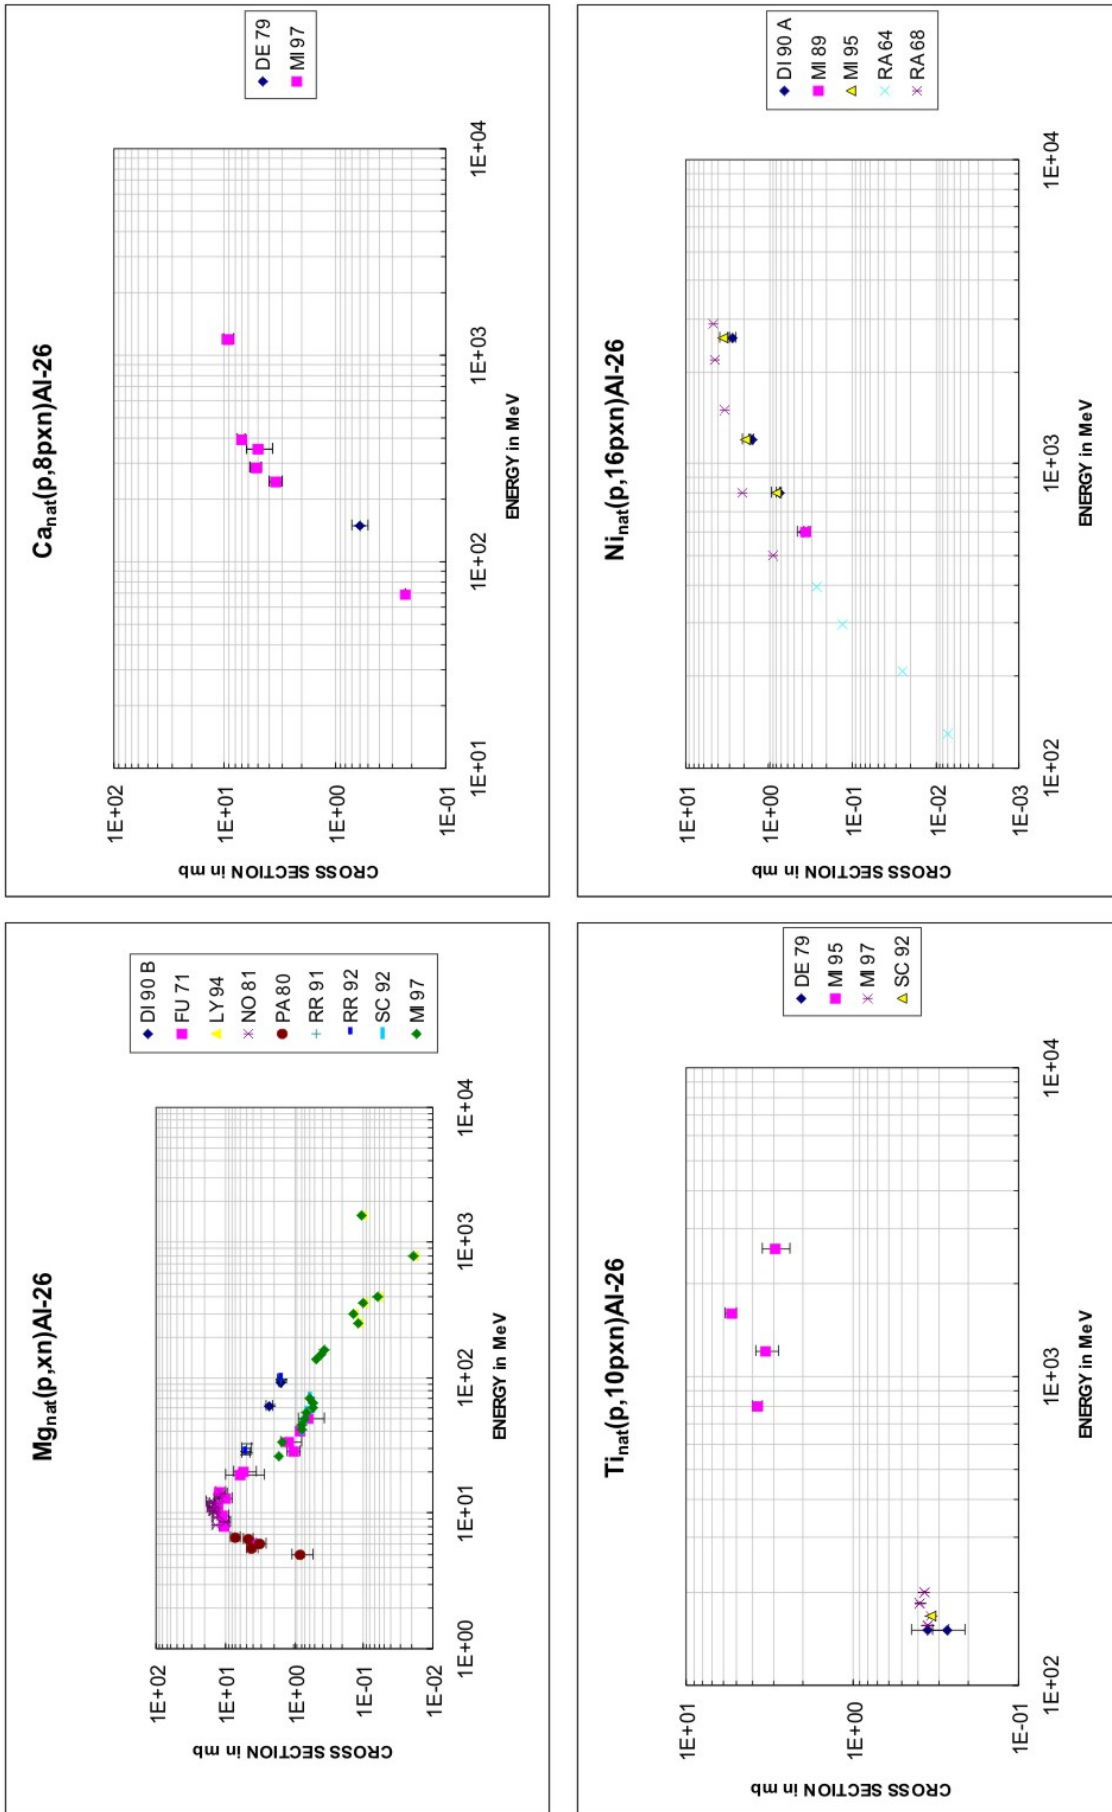 Mgnat(p,xn)Al-26
CROSS SECTION in mb
1E+02
1E+01
1E+00
1E-01
1E-02
1E+00
1E+01
1E+02
1E+03
1E+04
ENERGY in MeV
DI 90 B
FU 71
LY 94
NO 81
PA 80
RR 91
RR 92
SC 92
MI 97
Canat(p,8pxn)Al-26
CROSS SECTION in mb
1E+02
1E+01
1E+00
1E-01
1E+01
1E+02
1E+03
1E+04
ENERGY in MeV
DE 79
MI 97
Tinat(p,10pxn)Al-26
CROSS SECTION in mb
1E+01
1E+00
1E-01
1E+02
1E+03
1E+04
ENERGY in MeV
DE 79
MI 95
MI 97
SC 92
Ninat(p,16pxn)Al-26
CROSS SECTION in mb
1E+01
1E+00
1E-01
1E-02
1E-03
1E+02
1E+03
1E+04
ENERGY in MeV
DI 90 A
MI 89
MI 95
RA 64
RA 68